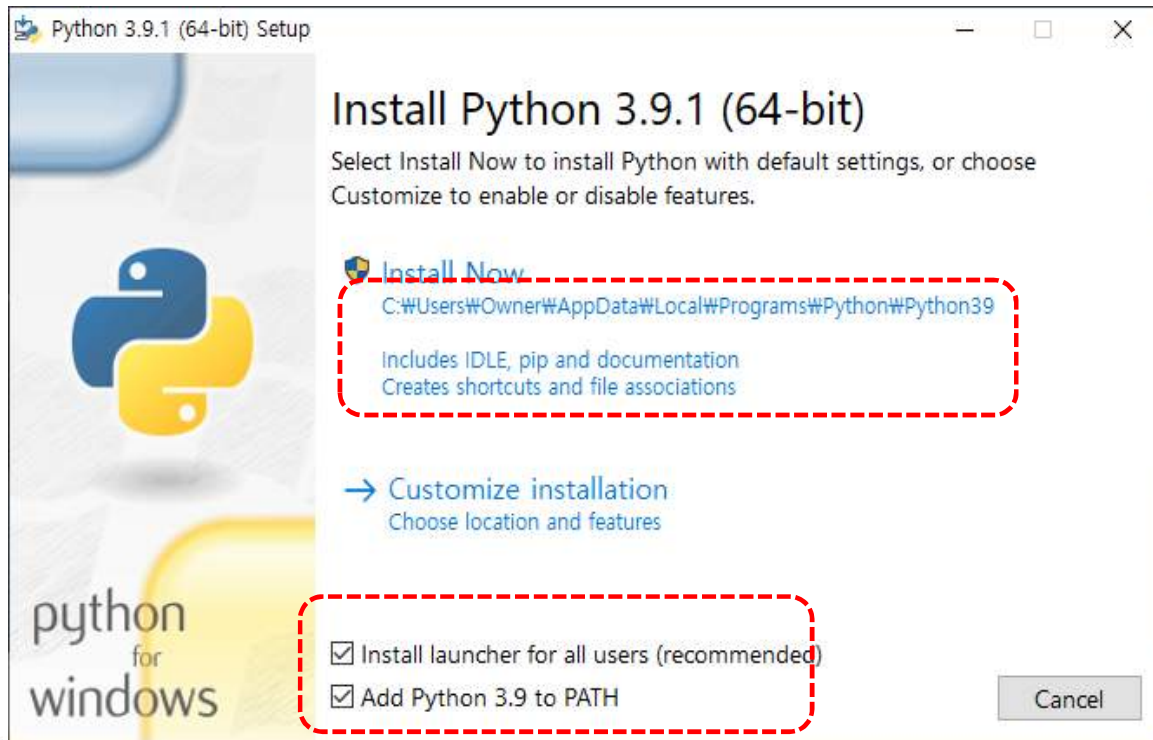 Python 3.9.1 (64-bit) Setup
Install Python 3.9.1 (64-bit)
Select Install Now to install Python with default settings, or choose
Customize to enable or disable features.
Install Now
C:₩Users₩Owner₩AppData₩Local₩Programs₩Python₩Python39
Includes IDLE, pip and documentation
Creates shortcuts and file associations
Customize installation
Choose location and features
python
for
windows
Install launcher for all users (recommended)
Add Python 3.9 to PATH
Cancel